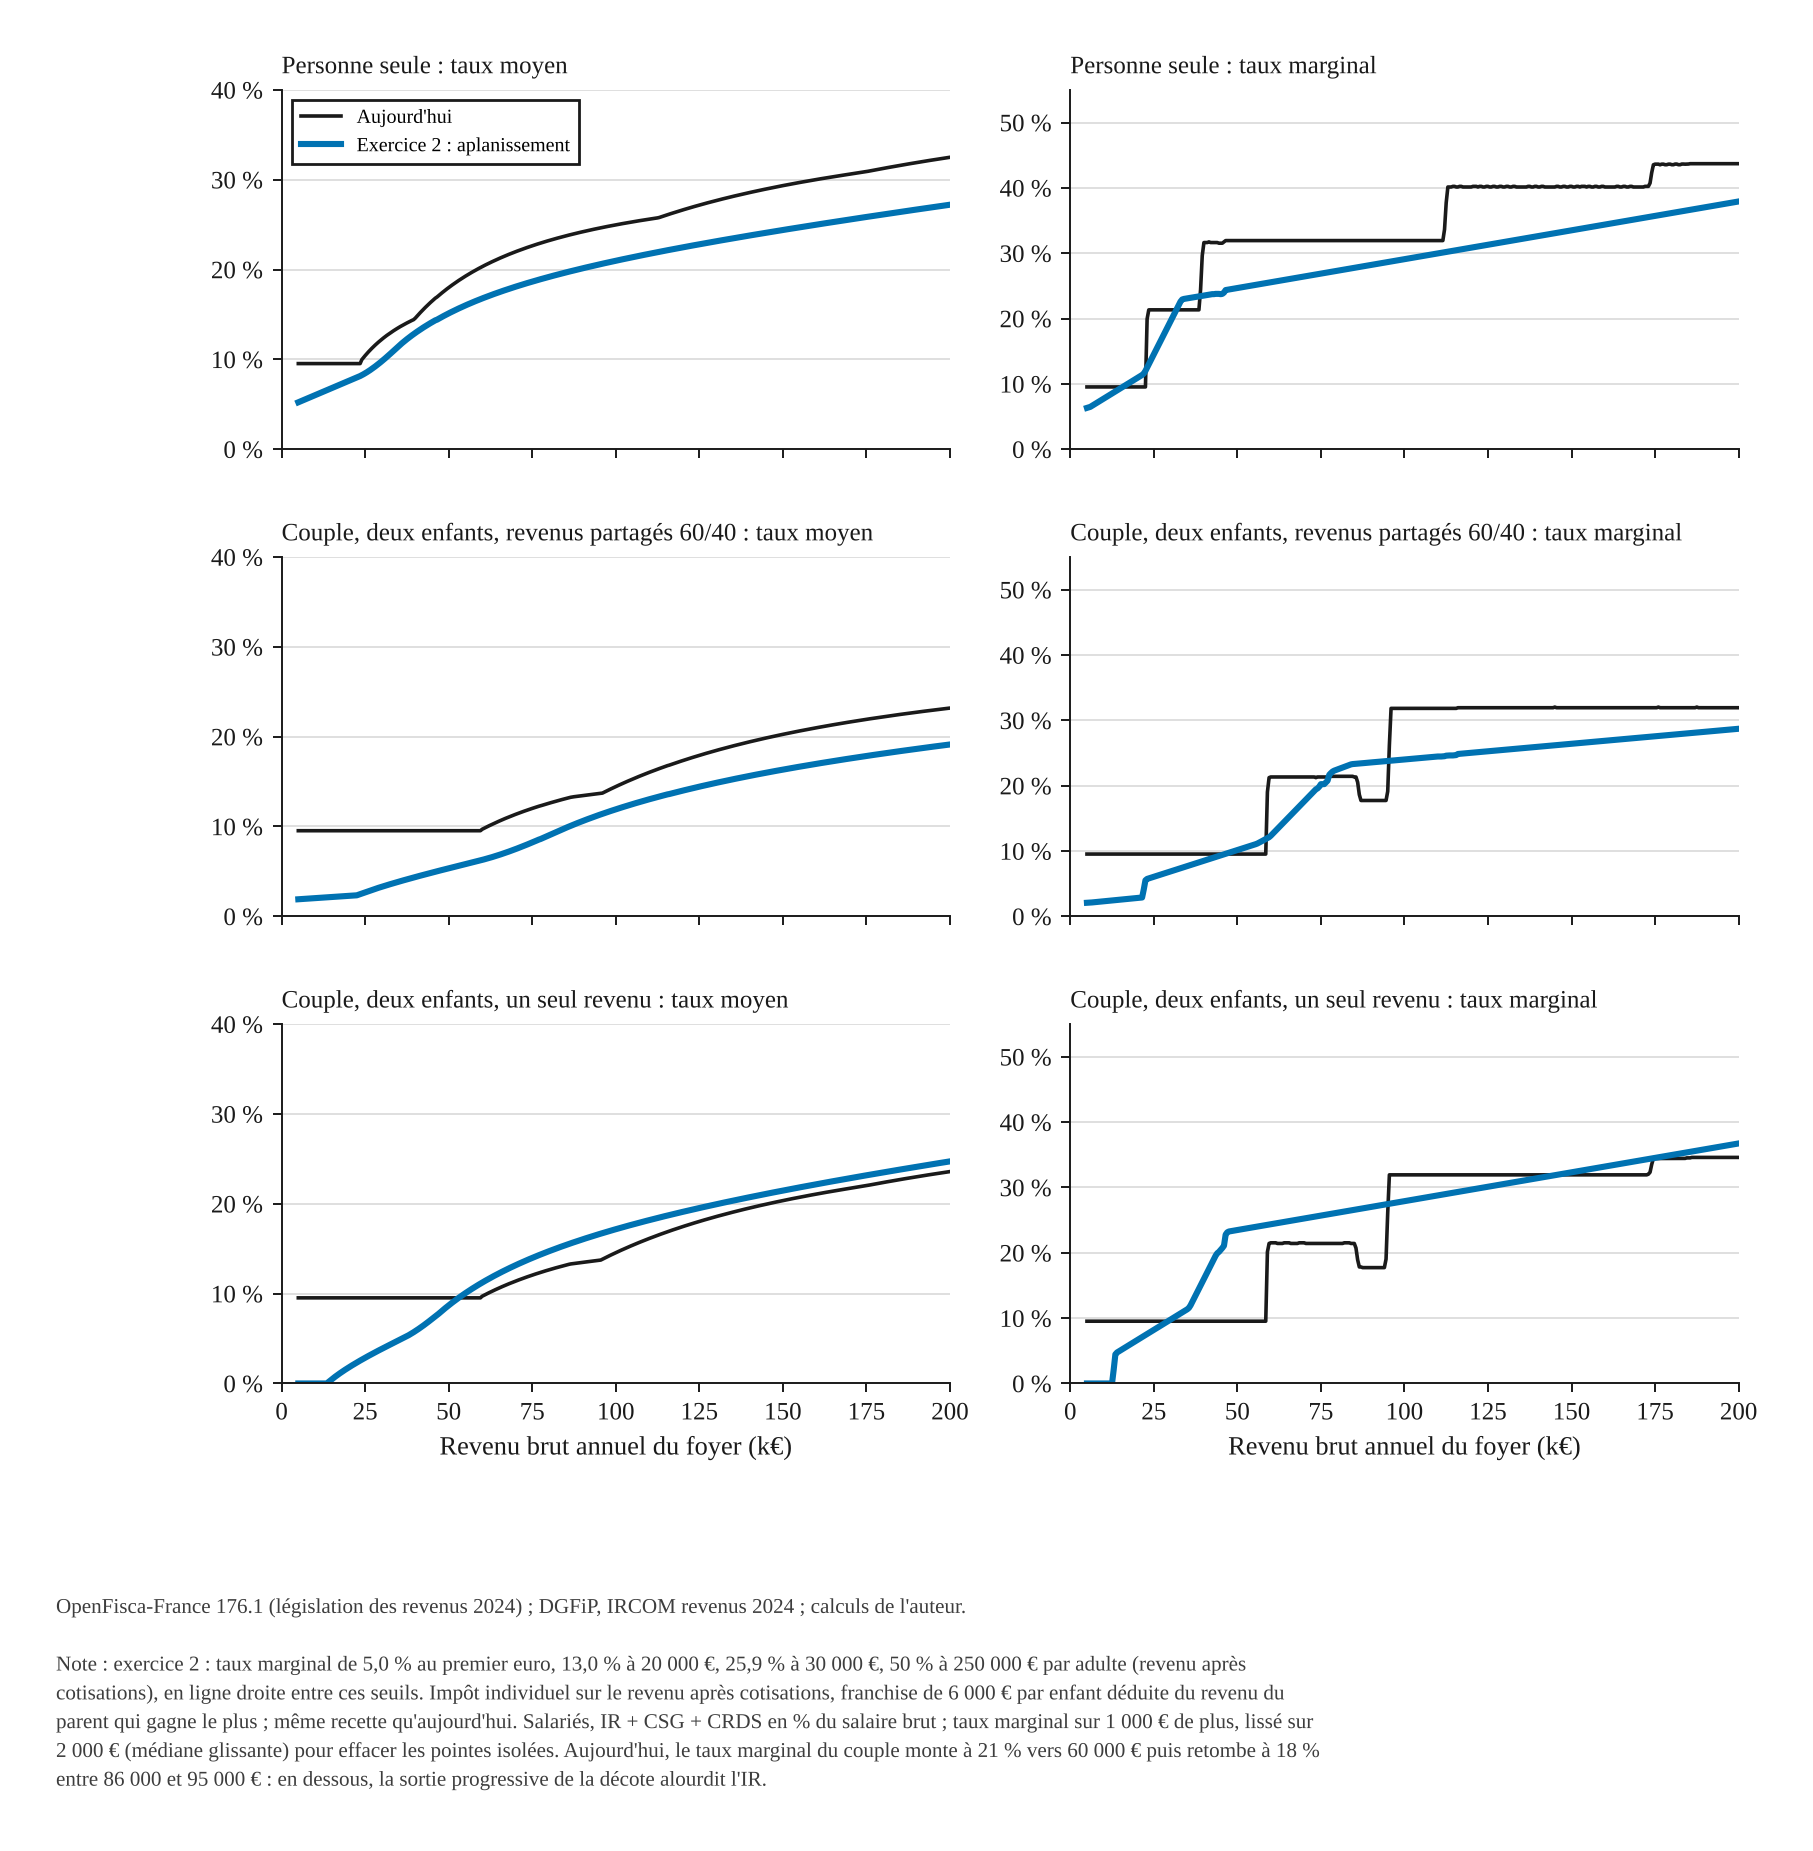 Personne seule : taux moyen
40 %
30 %
20 %
10 %
0 %
Aujourd'hui
Exercice 2 : aplanissement
Personne seule : taux marginal
50 %
40 %
30 %
20 %
10 %
0 %
Couple, deux enfants, revenus partagés 60/40 : taux moyen
40 %
30 %
20 %
10 %
0 %
Couple, deux enfants, revenus partagés 60/40 : taux marginal
50 %
40 %
30 %
20 %
10 %
0 %
Couple, deux enfants, un seul revenu : taux moyen
40 %
30 %
20 %
10 %
0 %
0 25 50 75 100 125 150 175 200
Revenu brut annuel du foyer (k€)
Couple, deux enfants, un seul revenu : taux marginal
50 %
40 %
30 %
20 %
10 %
0 %
0 25 50 75 100 125 150 175 200
Revenu brut annuel du foyer (k€)
OpenFisca-France 176.1 (législation des revenus 2024) ; DGFiP, IRCOM revenus 2024 ; calculs de l'auteur.
Note : exercice 2 : taux marginal de 5,0 % au premier euro, 13,0 % à 20 000 €, 25,9 % à 30 000 €, 50 % à 250 000 € par adulte (revenu après
cotisations), en ligne droite entre ces seuils. Impôt individuel sur le revenu après cotisations, franchise de 6 000 € par enfant déduite du revenu du
parent qui gagne le plus ; même recette qu'aujourd'hui. Salariés, IR + CSG + CRDS en % du salaire brut ; taux marginal sur 1 000 € de plus, lissé sur
2 000 € (médiane glissante) pour effacer les pointes isolées. Aujourd'hui, le taux marginal du couple monte à 21 % vers 60 000 € puis retombe à 18 %
entre 86 000 et 95 000 € : en dessous, la sortie progressive de la décote alourdit l'IR.